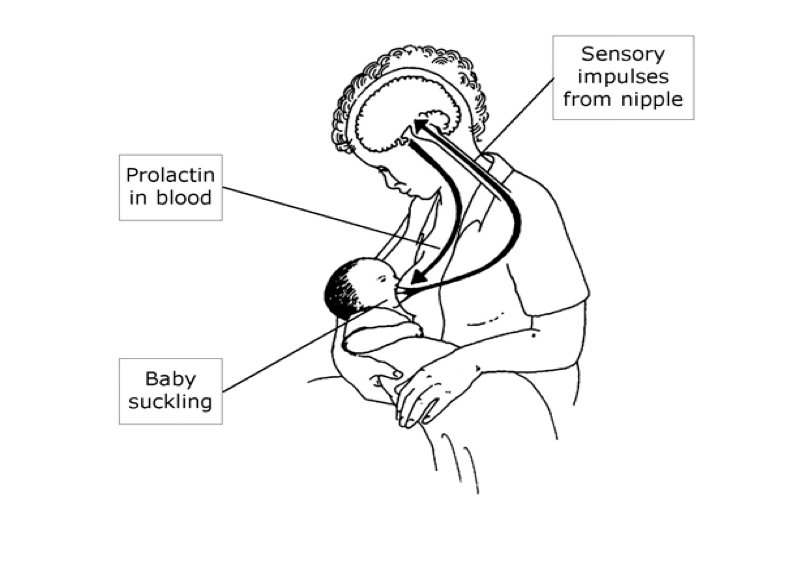 Sensory
impulses
from nipple
Prolactin
in blood
Baby
suckling